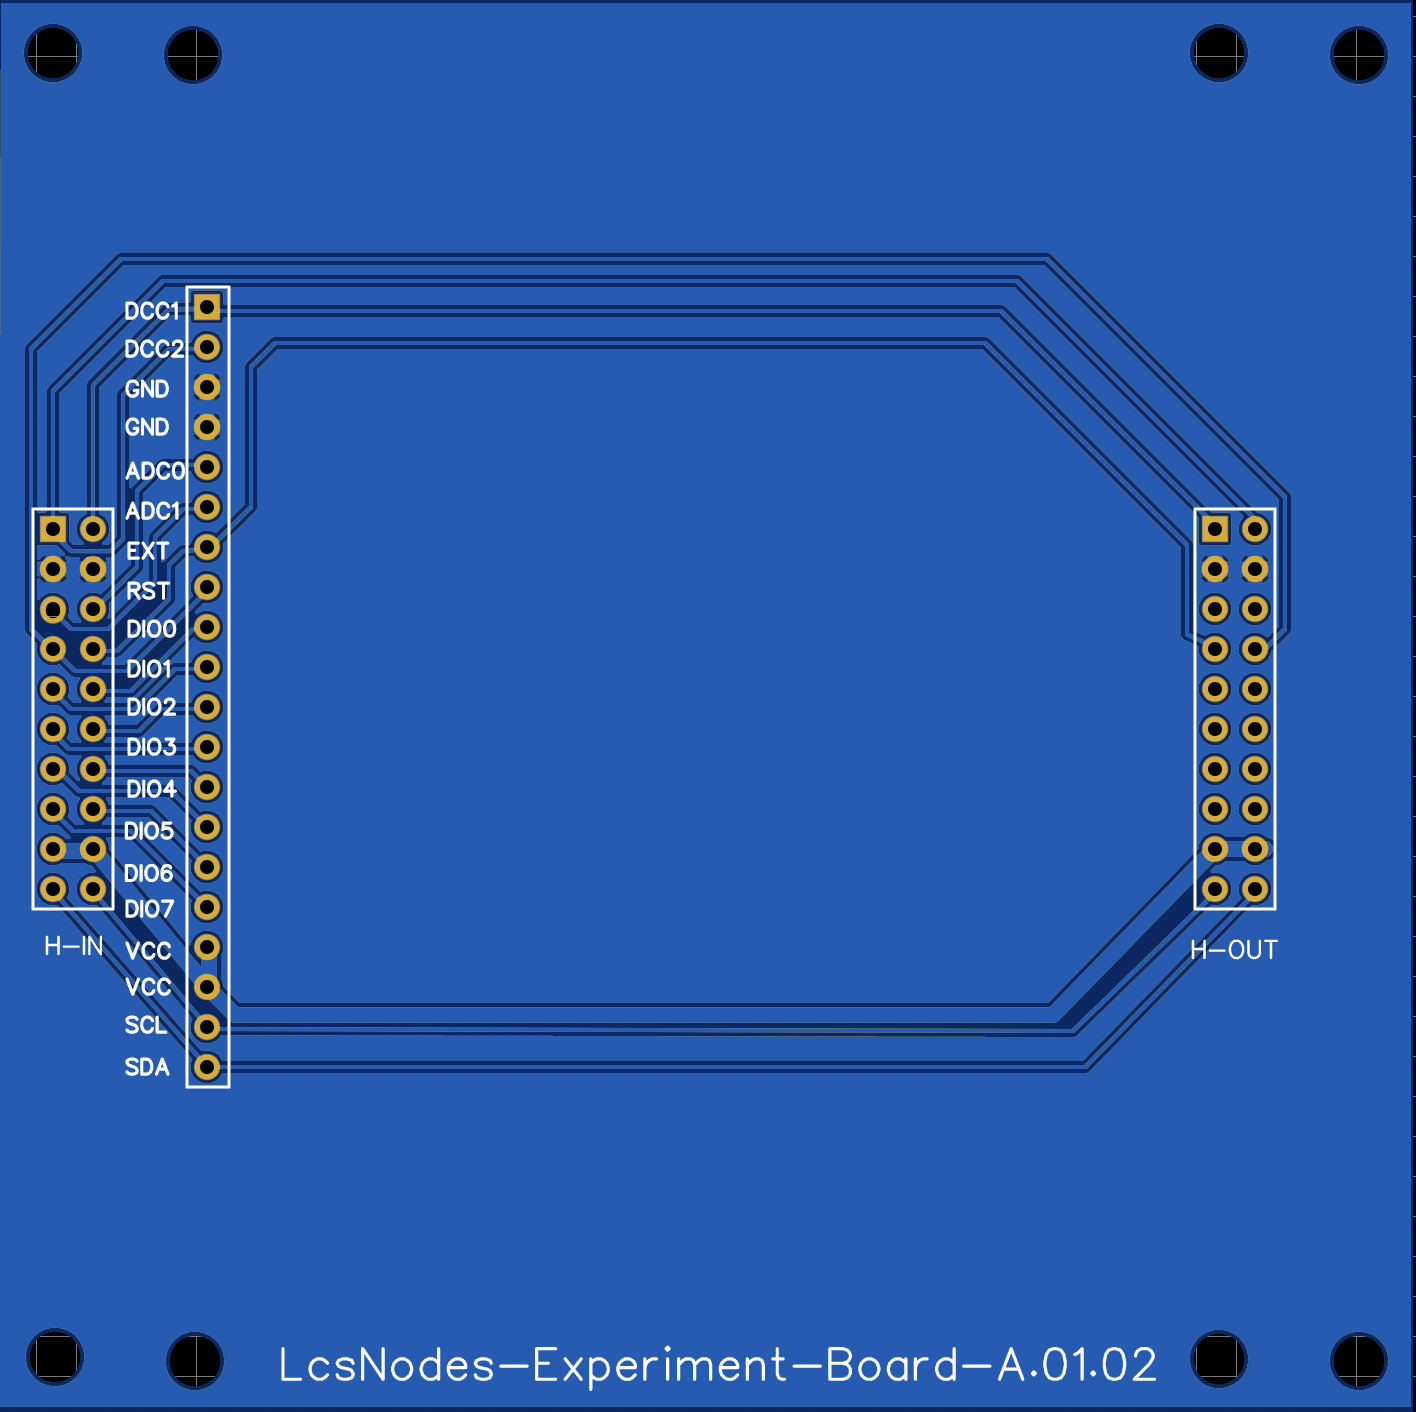 DCC1
DCC2
GND
GND
ADC0
ADC1
EXT
RST
DIO0
DIO1
DIO2
DIO3
DIO4
DIO5
DIO6
DIO7
VCC
VCC
SCL
SDA
H-IN
H-OUT
LcsNodes-Experiment-Board-A.01.02